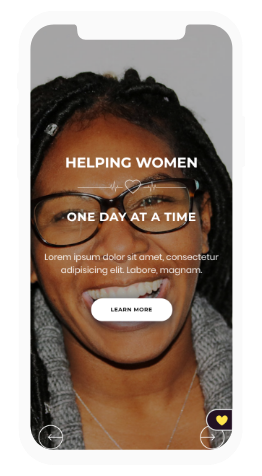 HELPING WOMEN
ONE DAY AT A TIME
Lorem ipsum dolor sit amet, consectetur
adipisicing elit. Labore, magnam.
LEARN MORE